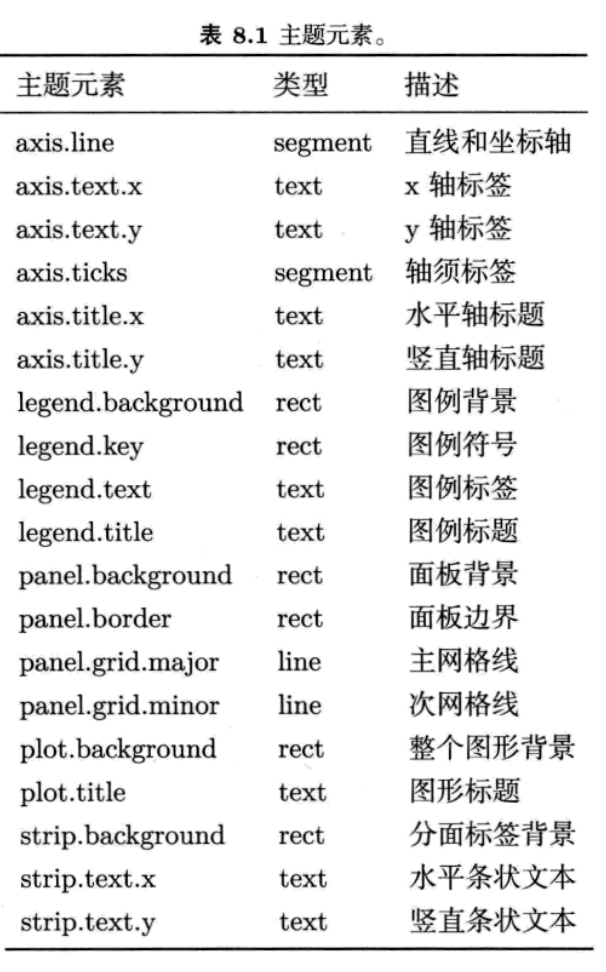 表 8.1 主题元素。
主题元素 类型 描述
axis.line segment 直线和坐标轴
axis.text.x text x 轴标签
axis.text.y text y 轴标签
axis.ticks segment 轴须标签
axis.title.x text 水平轴标题
axis.title.y text 竖直轴标题
legend.background rect 图例背景
legend.key rect 图例符号
legend.text text 图例标签
legend.title text 图例标题
panel.background rect 面板背景
panel.border rect 面板边界
panel.grid.major line 主网格线
panel.grid.minor line 次网格线
plot.background rect 整个图形背景
plot.title text 图形标题
strip.background rect 分面标签背景
strip.text.x text 水平条状文本
strip.text.y text 竖直条状文本